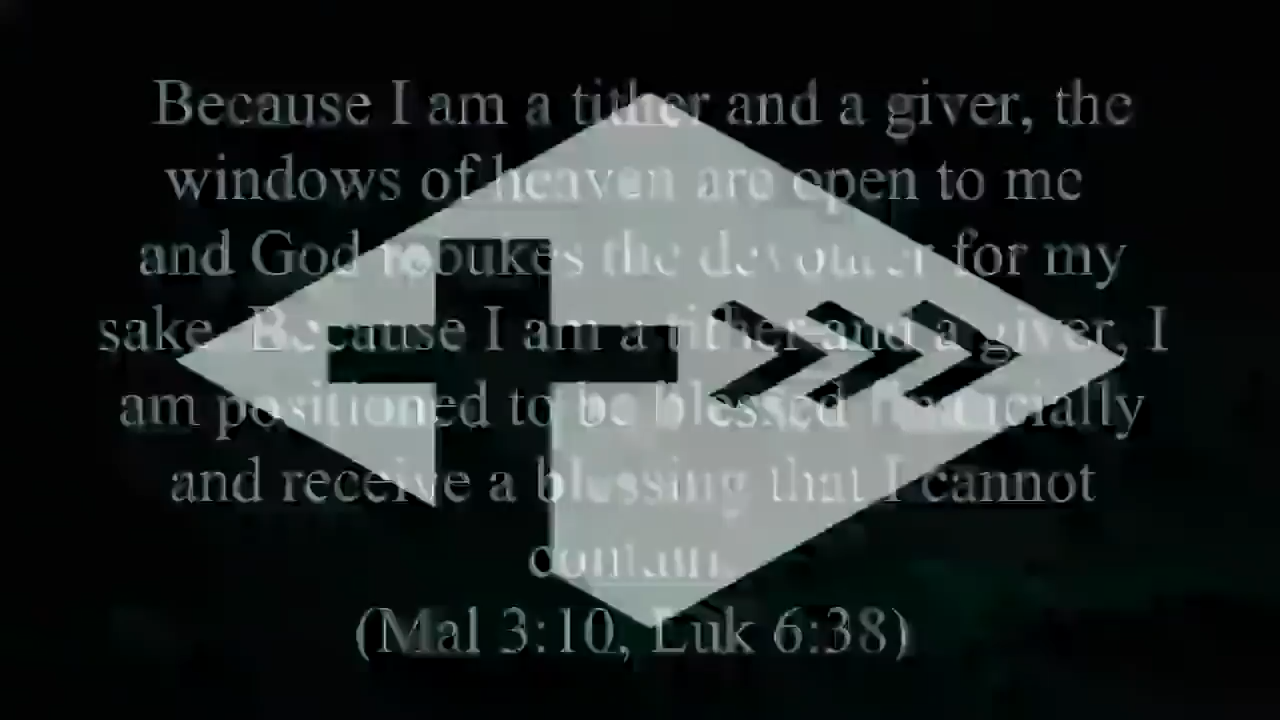 Because I am a tither and a giver, the
windows of heaven are open to me
and God rebukes the devourer for my
sake. Because I am a tither and a giver, I
am positioned to be blessed financially
and receive a blessing that I cannot
contain.
(Mal 3:10, Luk 6:38)